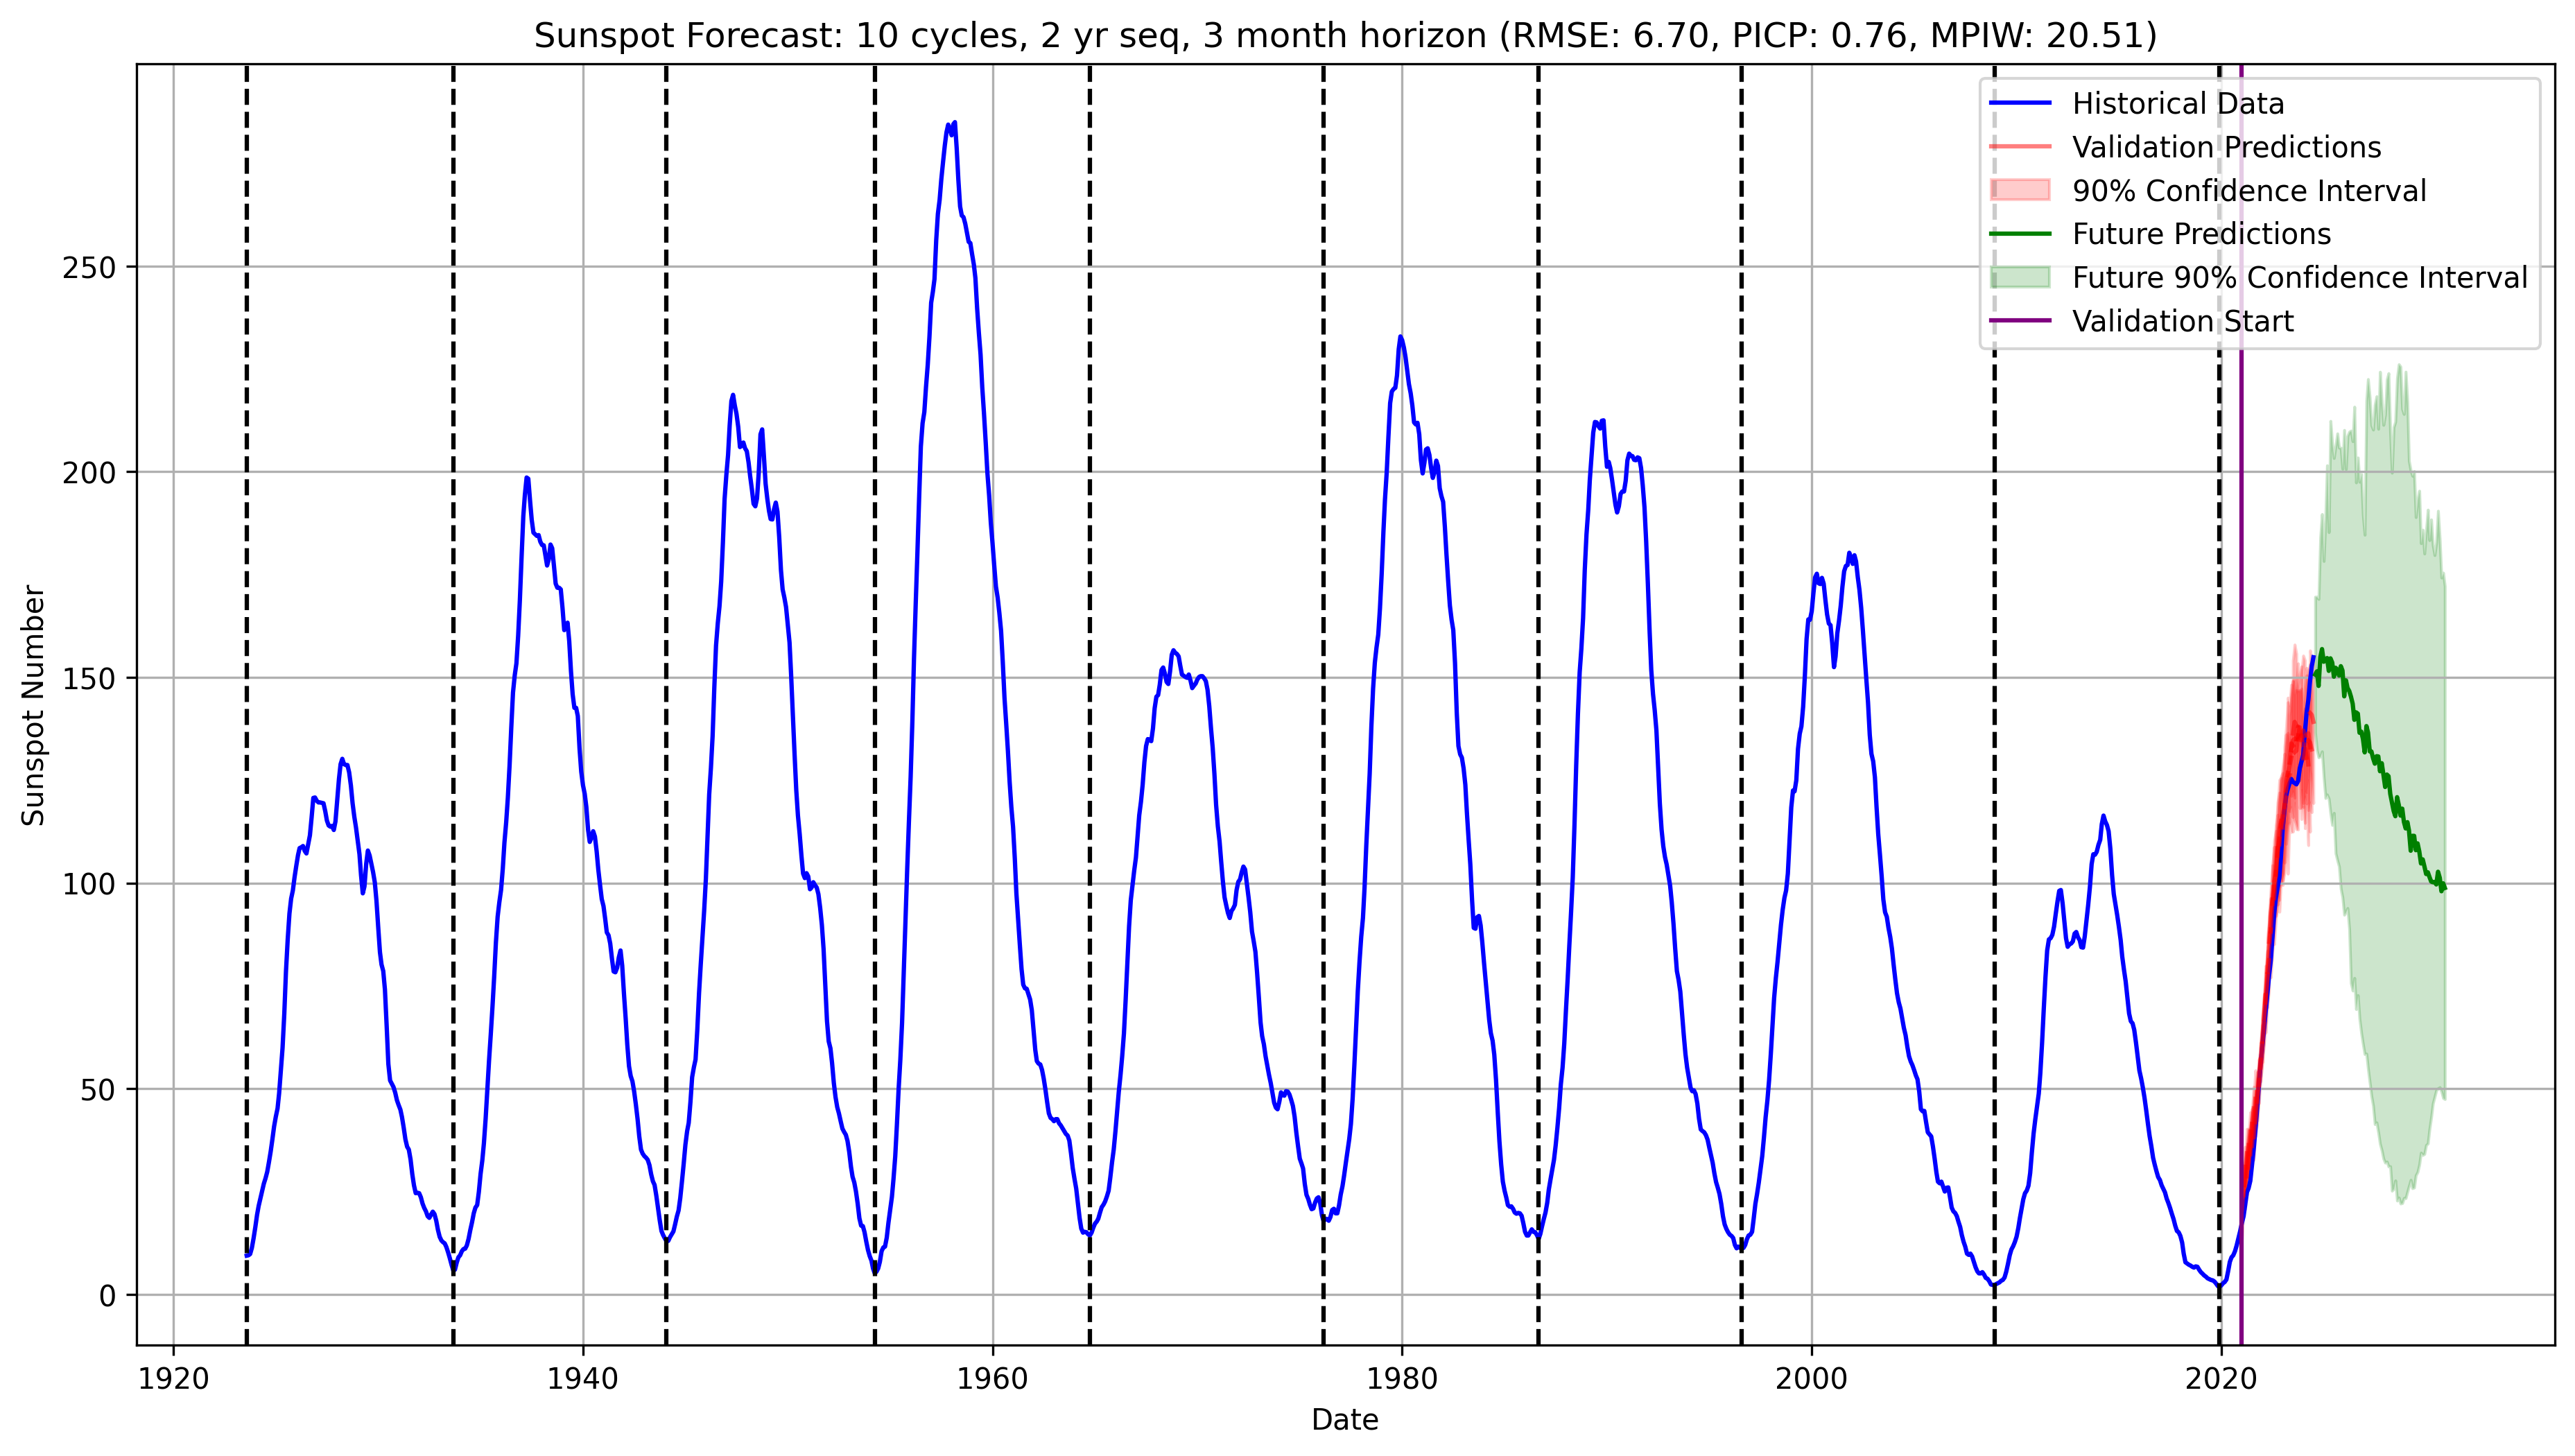 Sunspot Forecast: 10 cycles, 2 yr seq, 3 month horizon (RMSE: 6.70, PICP: 0.76, MPIW: 20.51)
Historical Data
Validation Predictions
90% Confidence Interval
Future Predictions
Future 90% Confidence Interval
Validation Start
Sunspot Number
250
200
150
100
50
0
1920 1940 1960 1980 2000 2020
Date